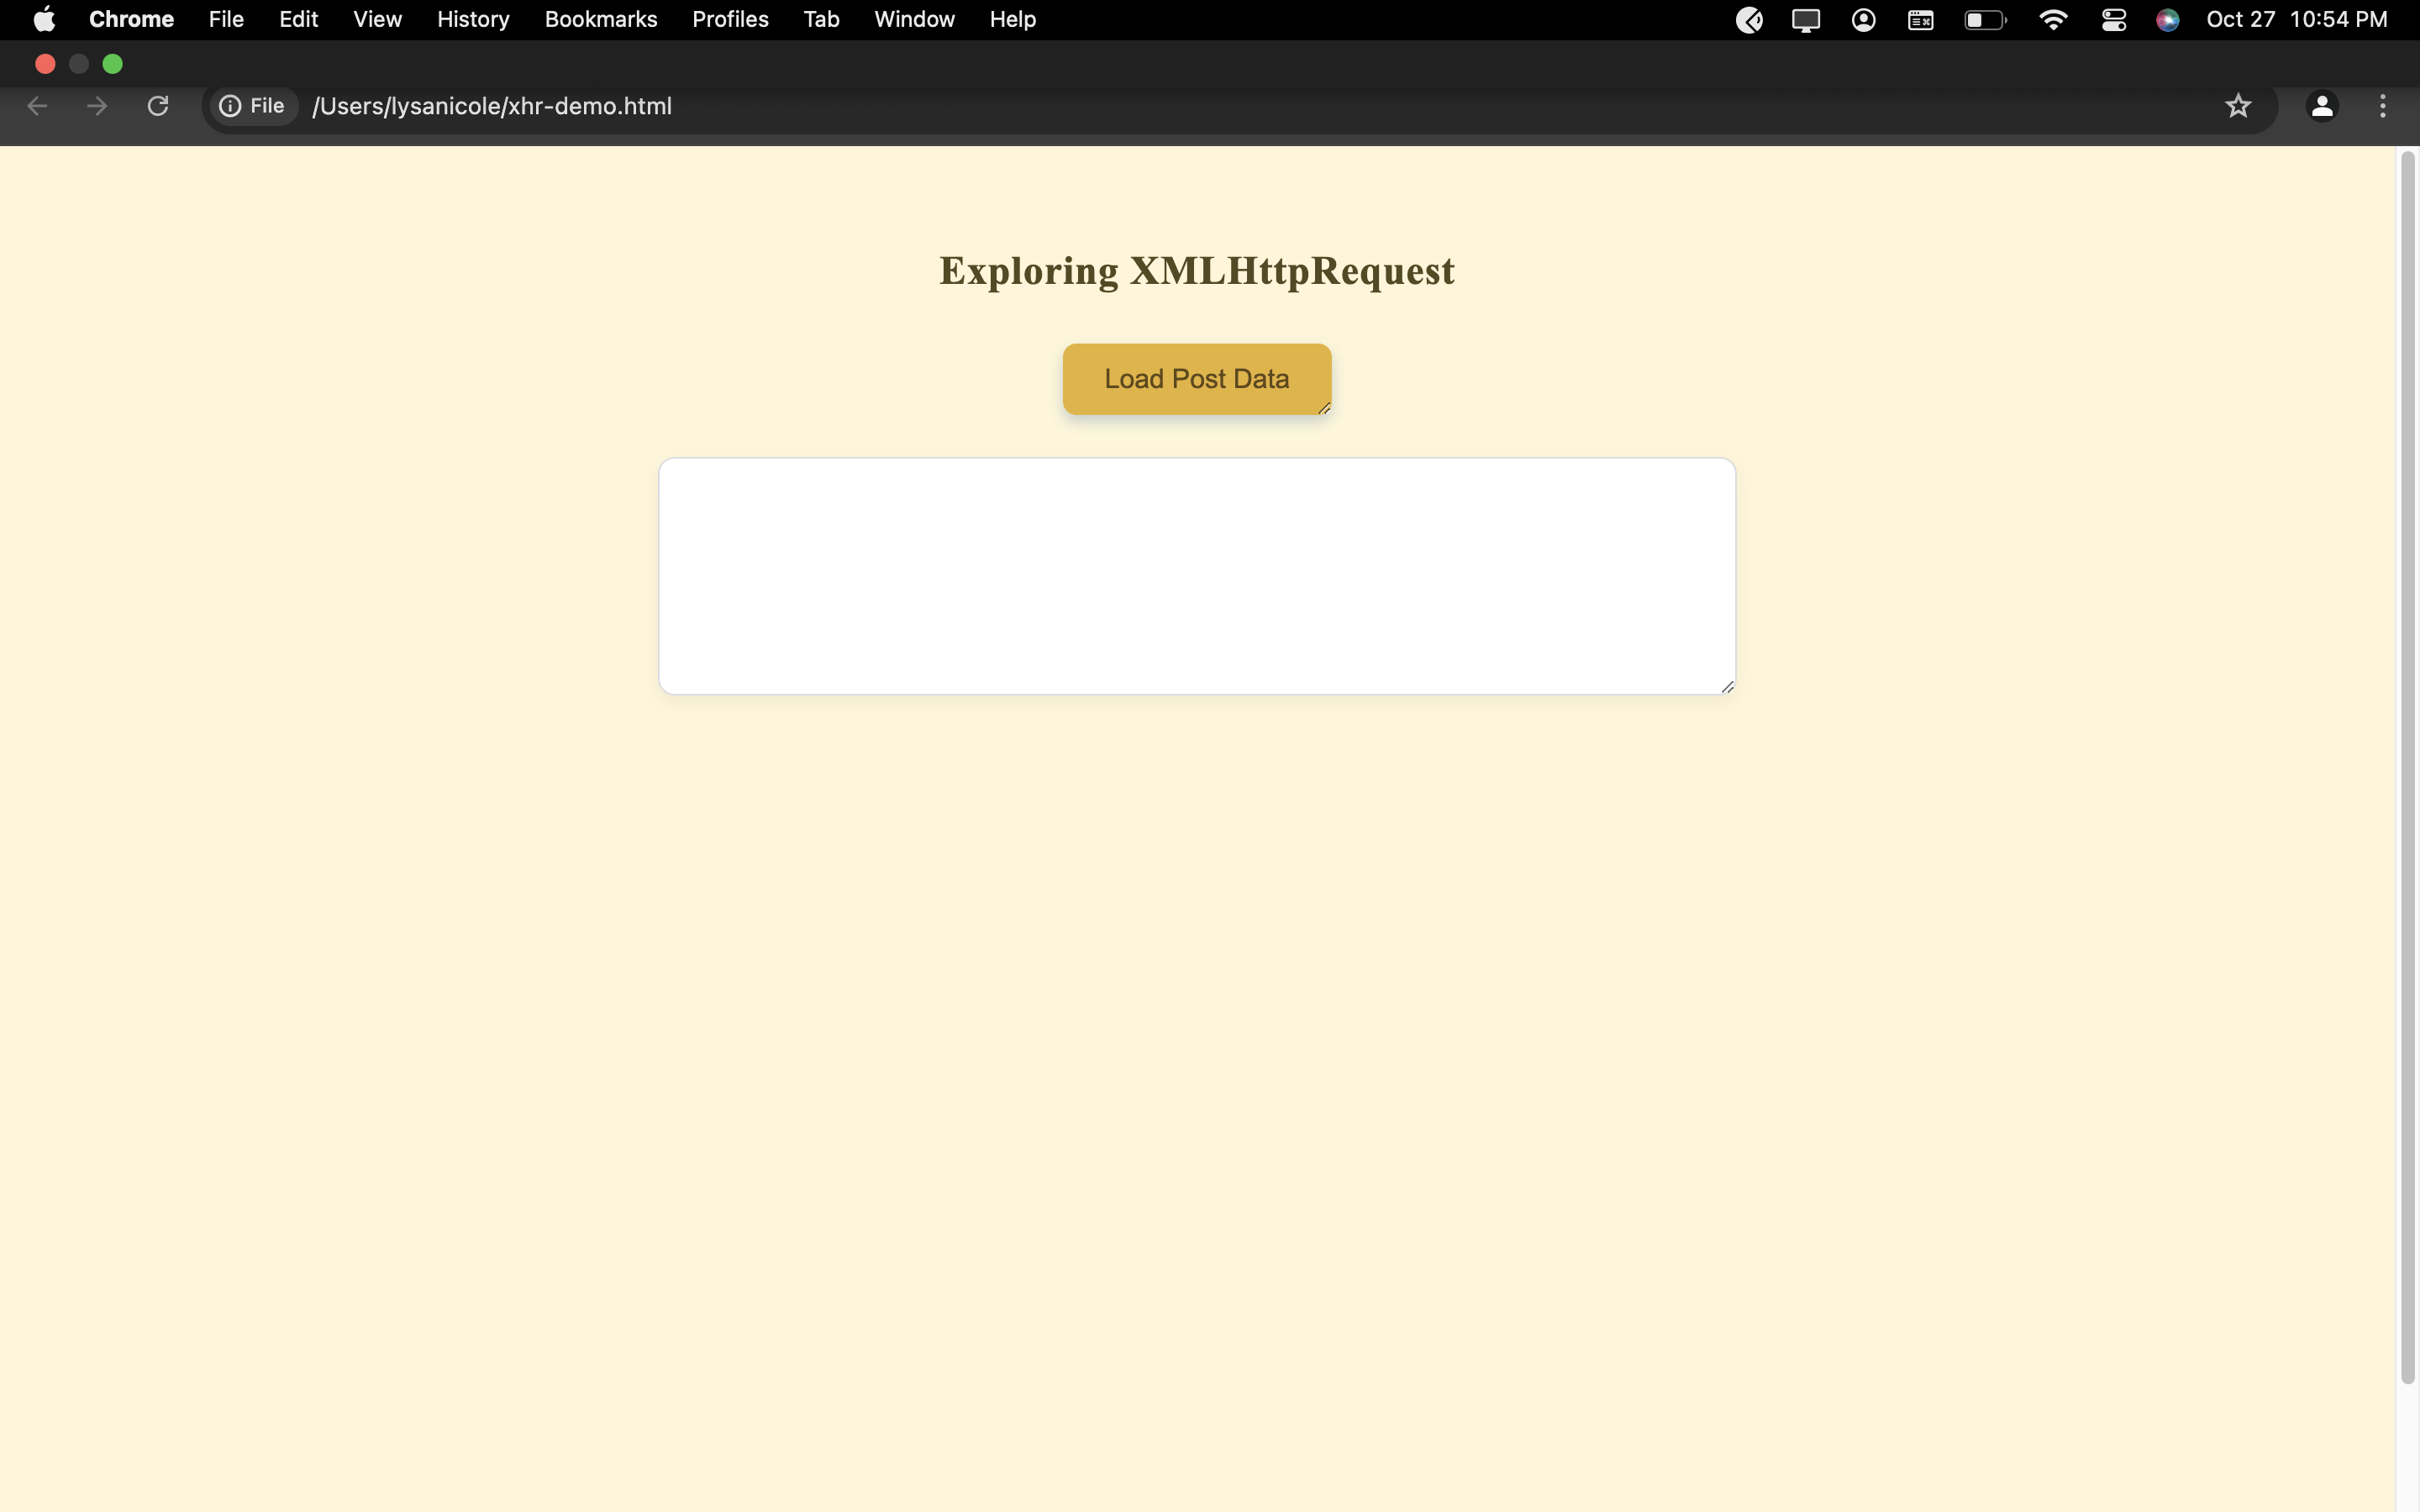 Chrome File Edit View History Bookmarks Profiles Tab Window Help Oct 27 10:54 PM
File /Users/lysanicole/xhr-demo.html
Exploring XMLHttpRequest
Load Post Data